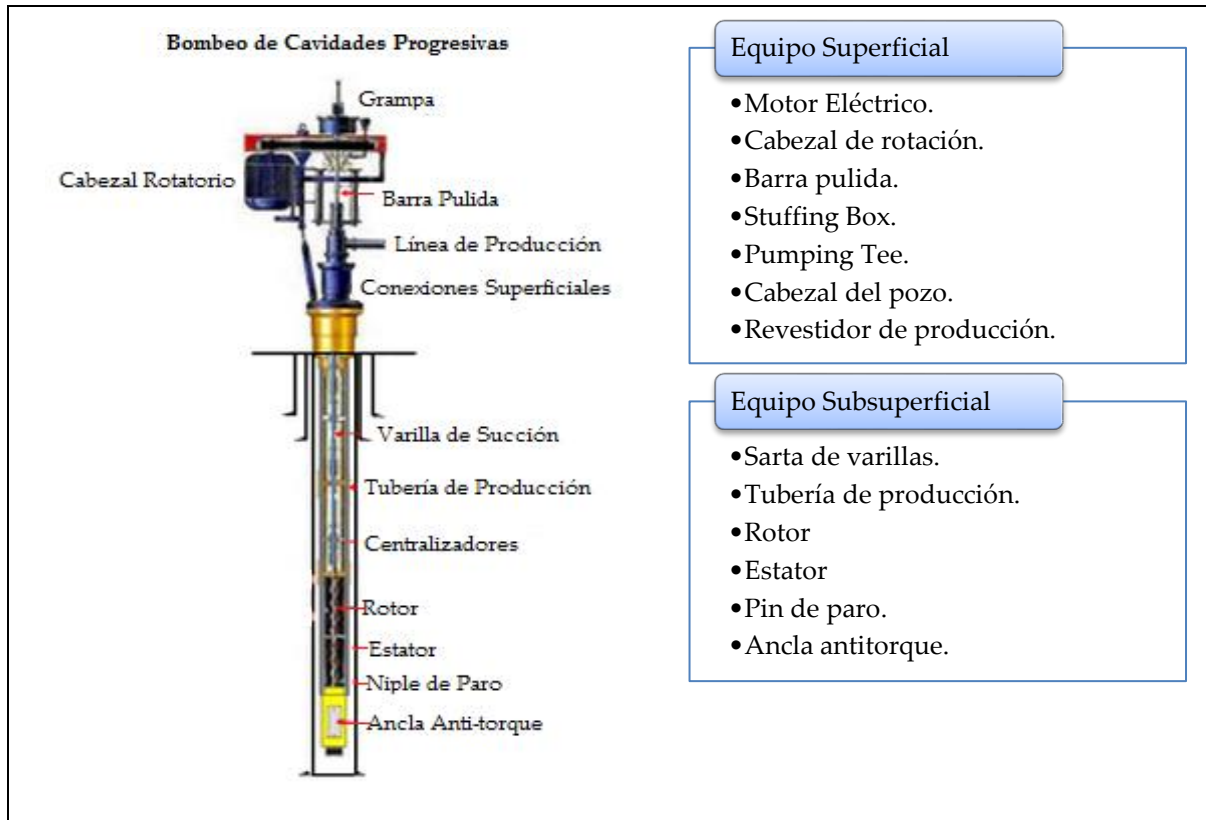 Bombeo de Cavidades Progresivas
Grampa
Cabezal Rotatorio
Barra Pulida
Línea de Producción
Conexiones Superficiales
Varilla de Succión
Tubería de Producción
Centralizadores
Rotor
Estator
Niple de Paro
Ancla Anti-torque
Equipo Superficial
•Motor Eléctrico.
•Cabezal de rotación.
•Barra pulida.
•Stuffing Box.
•Pumping Tee.
•Cabezal del pozo.
•Revestidor de producción.
Equipo Subsuperficial
•Sarta de varillas.
•Tubería de producción.
•Rotor
•Estator
•Pin de paro.
•Ancla antitorque.